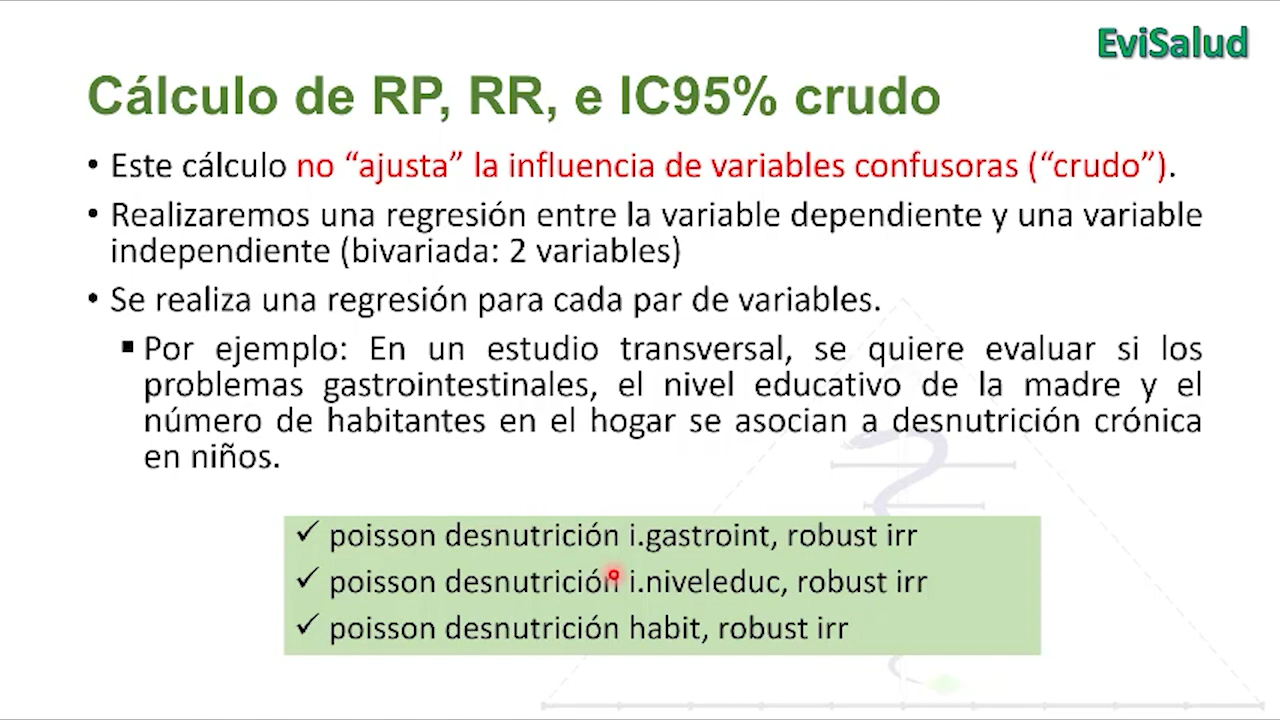 EviSalud
Cálculo de RP, RR, e IC95% crudo
• Este cálculo no “ajusta” la influencia de variables confusoras (“crudo”).
• Realizaremos una regresión entre la variable dependiente y una variable
independiente (bivariada: 2 variables)
• Se realiza una regresión para cada par de variables.
▪ Por ejemplo: En un estudio transversal, se quiere evaluar si los
problemas gastrointestinales, el nivel educativo de la madre y el
número de habitantes en el hogar se asocian a desnutrición crónica
en niños.
✓ poisson desnutrición i.gastroint, robust irr
✓ poisson desnutrición i.niveleduc, robust irr
✓ poisson desnutrición habit, robust irr